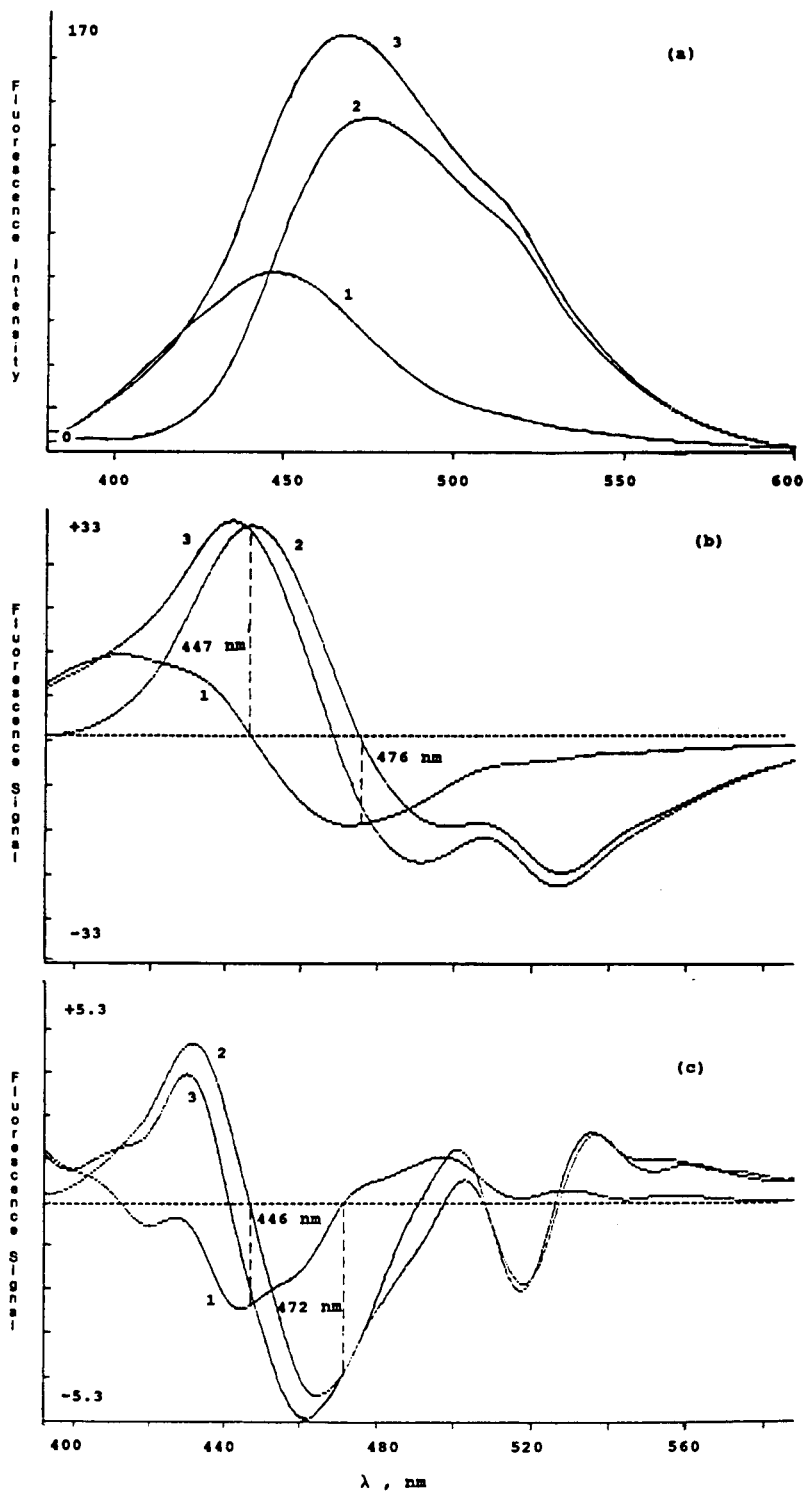 170
3
(a)
2
1
Fluorescence Intensity
0
400 450 500 550 600
+33
3
2
(b)
447 nm
1
476 nm
Fluorescence Signal
-33
+5.3
2
(c)
3
446 nm
1
472 nm
Fluorescence Signal
-5.3
400 440 480 520 560
λ , nm